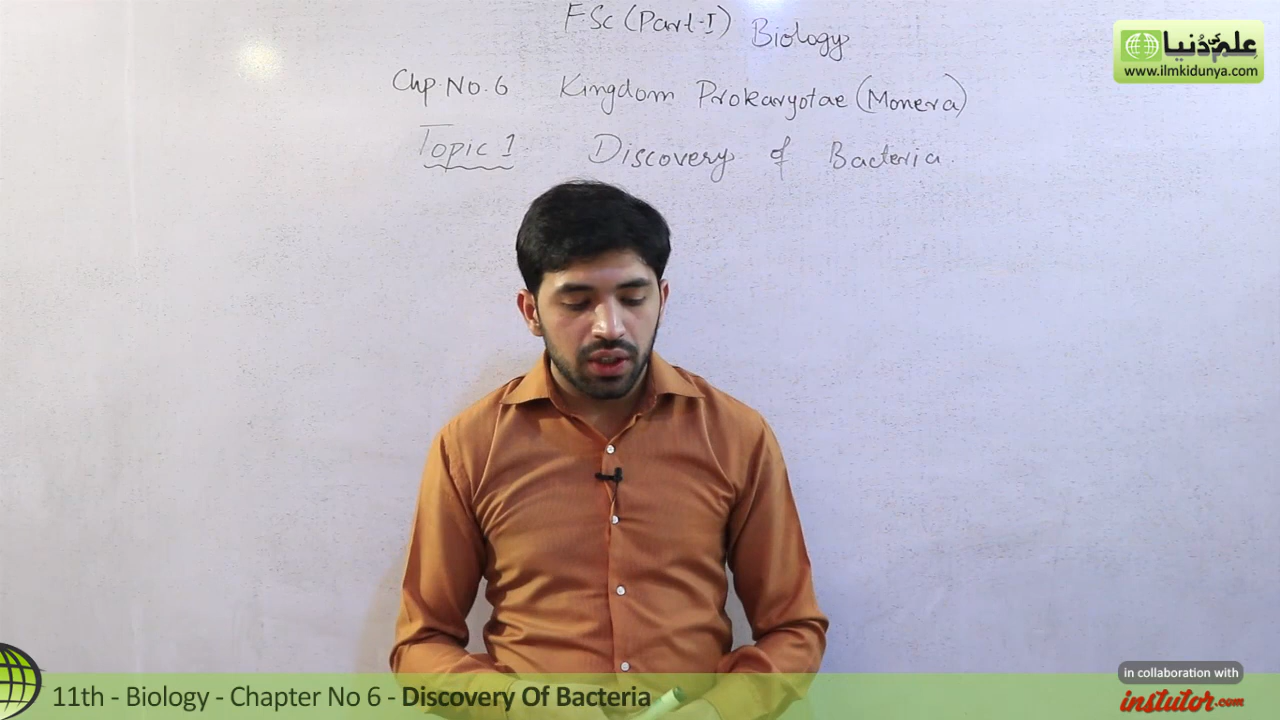 F.Sc (Part-I) Biology
علم کی دُنیا
www.ilmkidunya.com
Chp. No. 6 Kingdom Prokaryotae (Monera)
Topic 1. Discovery of Bacteria.
in collaboration with
instutor.com
11th - Biology - Chapter No 6 - Discovery Of Bacteria